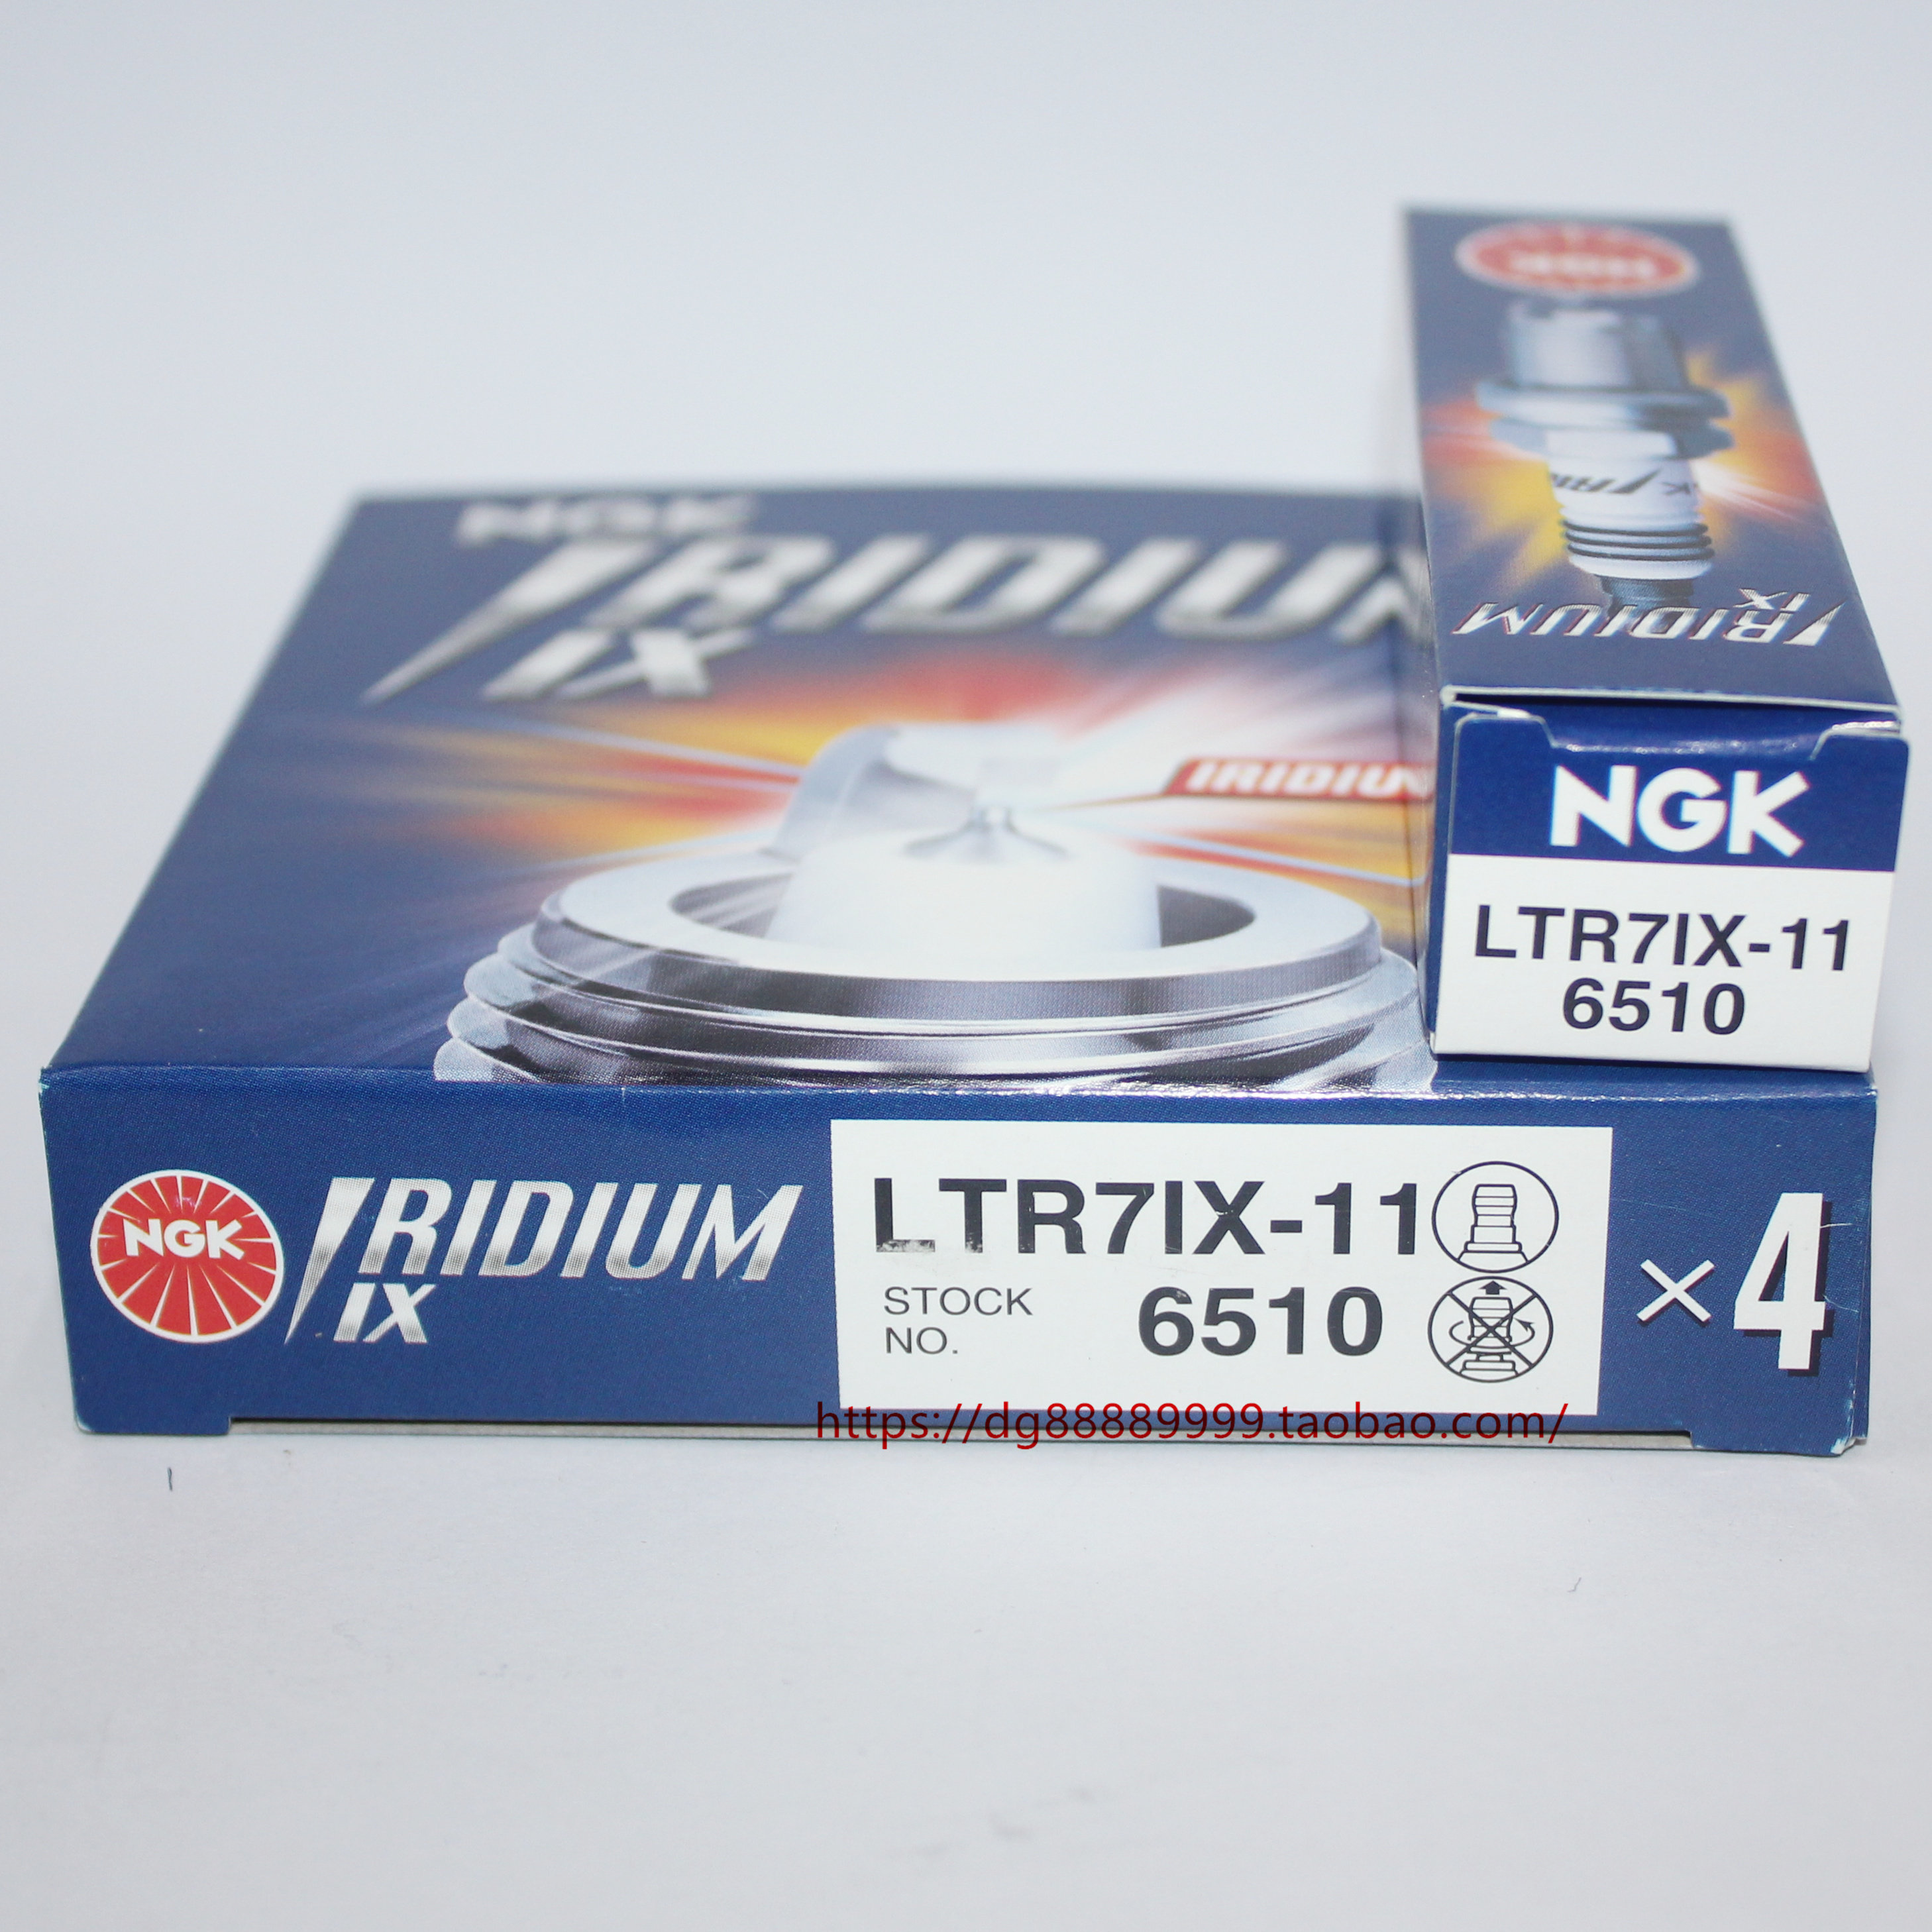 NGK
NGK
IRIDIUM
IX
IRIDIUM
IRIDIUM
IX
NGK
LTR7IX-11
6510
NGK
IRIDIUM
IX
LTR7IX-11
STOCK
NO.
6510
×4
https://dg88889999.taobao.com/